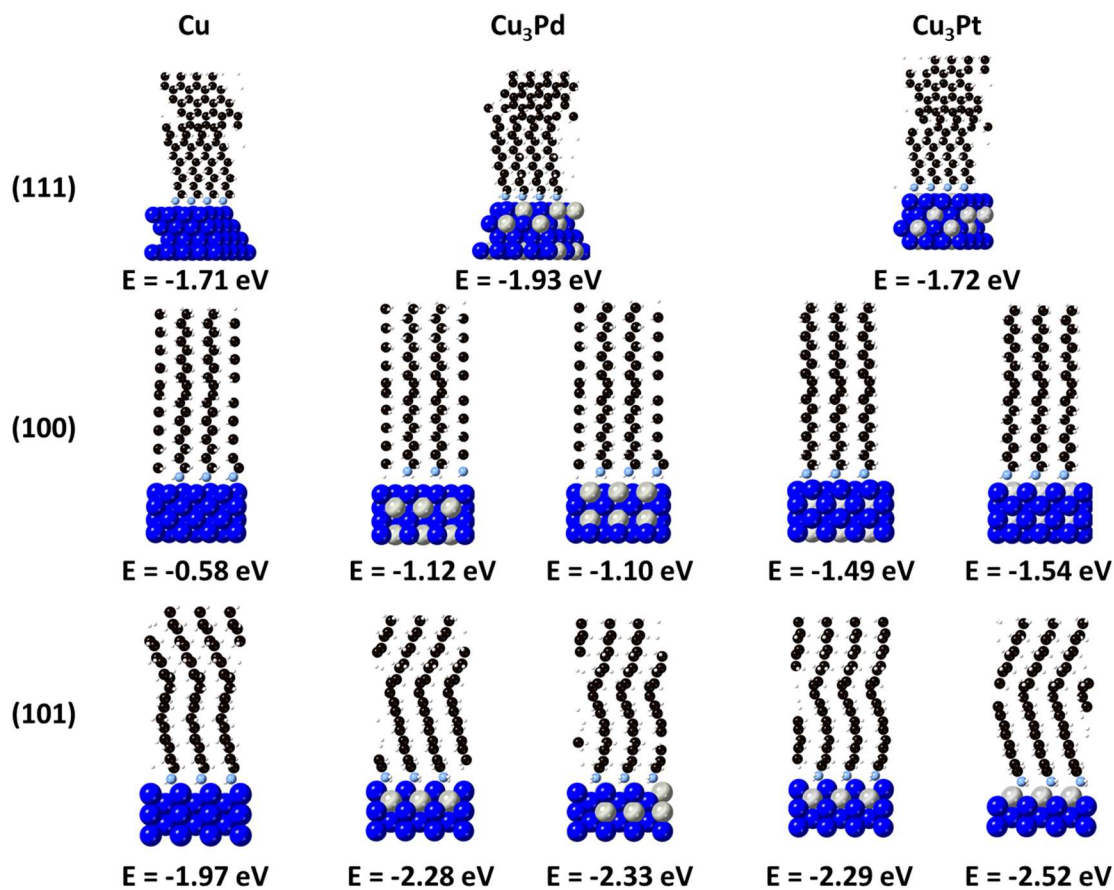 Cu Cu₃Pd Cu₃Pt
(111)
E = -1.71 eV E = -1.93 eV E = -1.72 eV
(100)
E = -0.58 eV E = -1.12 eV E = -1.10 eV E = -1.49 eV E = -1.54 eV
(101)
E = -1.97 eV E = -2.28 eV E = -2.33 eV E = -2.29 eV E = -2.52 eV